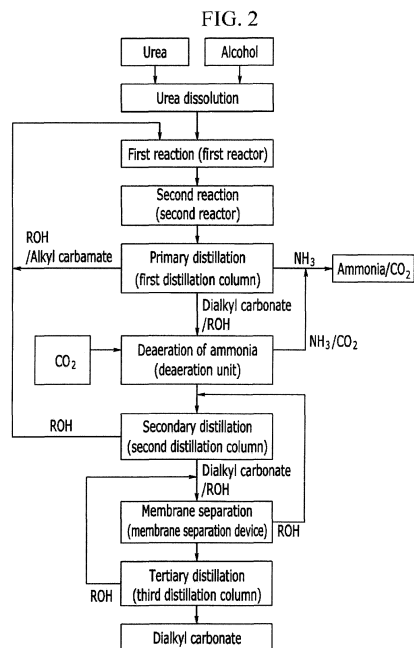 FIG. 2
Urea
Alcohol
Urea dissolution
First reaction (first reactor)
Second reaction
(second reactor)
ROH
/Alkyl carbamate
Primary distillation
(first distillation column)
NH3
Ammonia/CO2
Dialkyl carbonate
/ROH
CO2
Deaeration of ammonia
(deaeration unit)
NH3/CO2
ROH
Secondary distillation
(second distillation column)
Dialkyl carbonate
/ROH
Membrane separation
(membrane separation device)
ROH
ROH
Tertiary distillation
(third distillation column)
Dialkyl carbonate